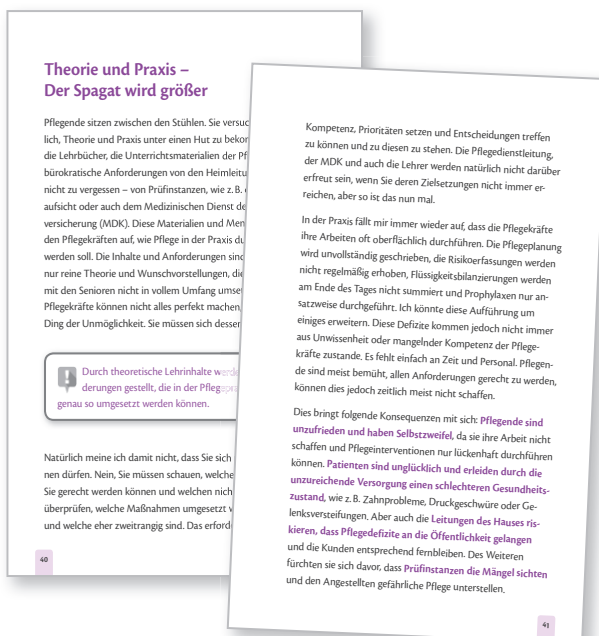 Theorie und Praxis –
Der Spagat wird größer
Pflegende sitzen zwischen den Stühlen. Sie
lich, Theorie und Praxis unter einen Hut zu
die Lehrbücher, die Unterrichtsmaterialien der
bürokratische Anforderungen von den
nicht zu vergessen – von Prüfinstanzen, wie z. B.
aufsicht oder auch dem Medizinischen Dienst
versicherung (MDK). Diese Materialien und
den Pflegekräften auf, wie Pflege in der Praxis
werden soll. Die Inhalte und Anforderungen
nur reine Theorie und Wunschvorstellungen,
mit den Senioren nicht in vollem Umfang
Pflegekräfte können nicht alles perfekt machen
Ding der Unmöglichkeit. Sie müssen sich
Durch theoretische Lehrinhalte
derungen gestellt, die in der
genau so umgesetzt werden können.
Natürlich meine ich damit nicht, dass Sie sich
nen dürfen. Nein, Sie müssen schauen, welche
Sie gerecht werden können und welchen
überprüfen, welche Maßnahmen umgesetzt
und welche eher zweitrangig sind. Das
40
Kompetenz, Prioritäten setzen und Entscheidungen treffen
zu können und zu diesen zu stehen. Die Pflegedienstleitung,
der MDK und auch die Lehrer werden natürlich nicht darüber
erfreut sein, wenn Sie deren Zielsetzungen nicht immer er-
reichen, aber so ist das nun mal.
In der Praxis fällt mir immer wieder auf, dass die Pflegekräfte
ihre Arbeiten oft oberflächlich durchführen. Die Pflegeplanung
wird unvollständig geschrieben, die Risikoerfassungen werden
nicht regelmäßig erhoben, Flüssigkeitsbilanzierungen werden
am Ende des Tages nicht summiert und Prophylaxen nur an-
satzweise durchgeführt. Ich könnte diese Aufführung um
einiges erweitern. Diese Defizite kommen jedoch nicht immer
aus Unwissenheit oder mangelnder Kompetenz der Pflege-
kräfte zustande. Es fehlt einfach an Zeit und Personal. Pflegen-
de sind meist bemüht, allen Anforderungen gerecht zu werden,
können dies jedoch zeitlich meist nicht schaffen.
Dies bringt folgende Konsequenzen mit sich: Pflegende sind
unzufrieden und haben Selbstzweifel, da sie ihre Arbeit nicht
schaffen und Pflegeinterventionen nur lückenhaft durchführen
können. Patienten sind unglücklich und erleiden durch die
unzureichende Versorgung einen schlechteren Gesundheits-
zustand, wie z. B. Zahnprobleme, Druckgeschwüre oder Ge-
lenksversteifungen. Aber auch die Leitungen des Hauses ris-
kieren, dass Pflegedefizite an die Öffentlichkeit gelangen
und die Kunden entsprechend fernbleiben. Des Weiteren
fürchten sie sich davor, dass Prüfinstanzen die Mängel sichten
und den Angestellten gefährliche Pflege unterstellen.
41